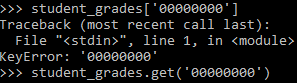 >>> student_grades['00000000']
Traceback (most recent call last):
  File "<stdin>", line 1, in <module>
KeyError: '00000000'
>>> student_grades.get('00000000')